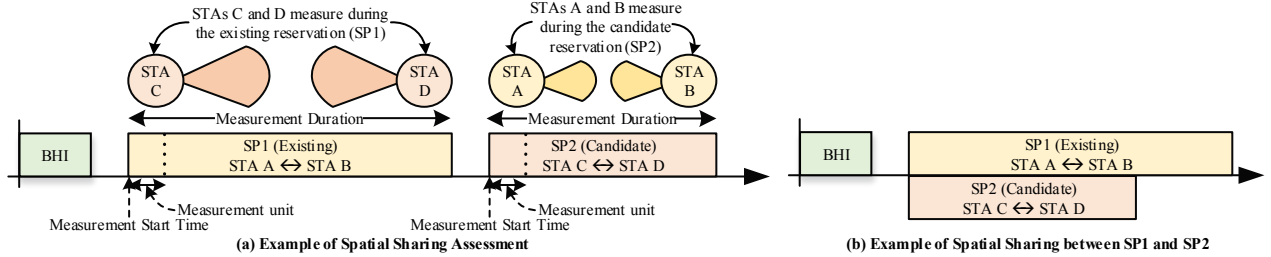 STAs C and D measure during
the existing reservation (SP1)
STAs A and B measure
during the candidate
reservation (SP2)
STA
C
STA
D
STA
A
STA
B
Measurement Duration
Measurement Duration
BHI
SP1 (Existing)
STA A ↔ STA B
SP2 (Candidate)
STA C ↔ STA D
Measurement unit
Measurement Start Time
Measurement unit
Measurement Start Time
(a) Example of Spatial Sharing Assessment
BHI
SP1 (Existing)
STA A ↔ STA B
SP2 (Candidate)
STA C ↔ STA D
(b) Example of Spatial Sharing between SP1 and SP2